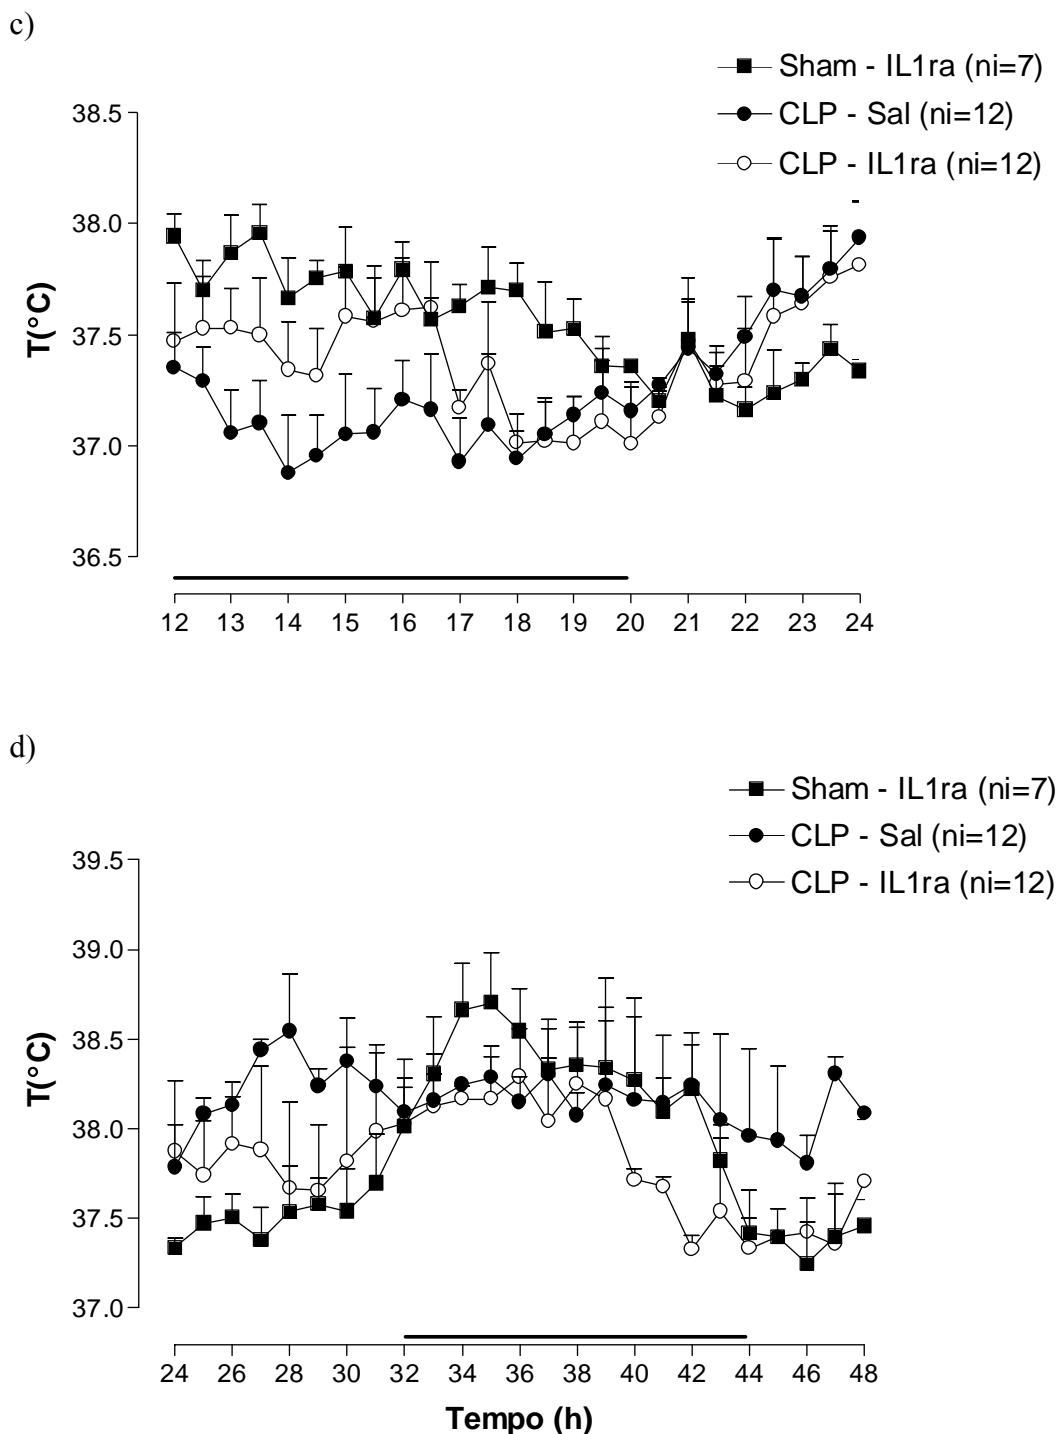 c)
Sham - IL1ra (ni=7)
CLP - Sal (ni=12)
CLP - IL1ra (ni=12)
38.5
38.0
37.5
37.0
36.5
T(°C)
12 13 14 15 16 17 18 19 20 21 22 23 24
d)
Sham - IL1ra (ni=7)
CLP - Sal (ni=12)
CLP - IL1ra (ni=12)
39.5
39.0
38.5
38.0
37.5
37.0
T(°C)
24 26 28 30 32 34 36 38 40 42 44 46 48
Tempo (h)